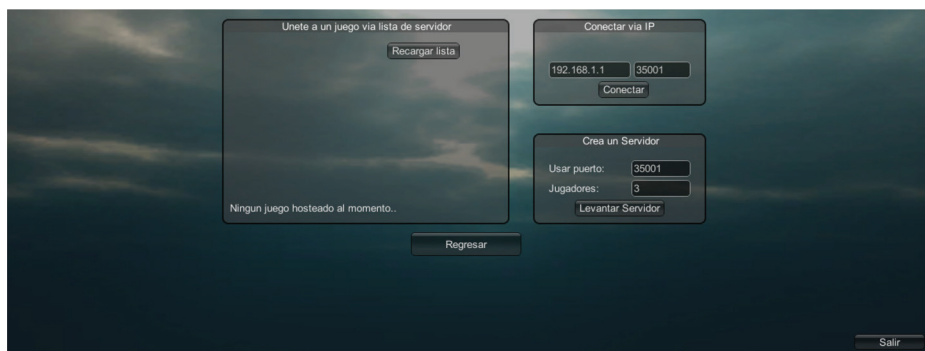 Unete a un juego via lista de servidor
Recargar lista
Ningun juego hosteado al momento..
Conectar via IP
192.168.1.1 35001
Conectar
Crea un Servidor
Usar puerto: 35001
Jugadores: 3
Levantar Servidor
Regresar
Salir